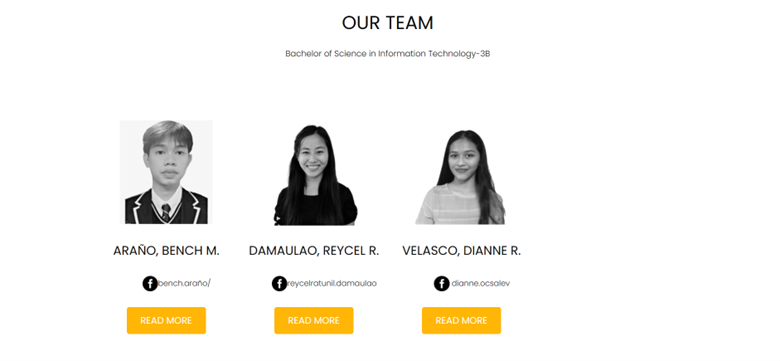 OUR TEAM
Bachelor of Science in Information Technology-3B
ARAÑO, BENCH M.
DAMAULAO, REYCEL R.
VELASCO, DIANNE R.
bench.araño/
reycelratunil.damaulao
dianne.ocsalev
READ MORE
READ MORE
READ MORE